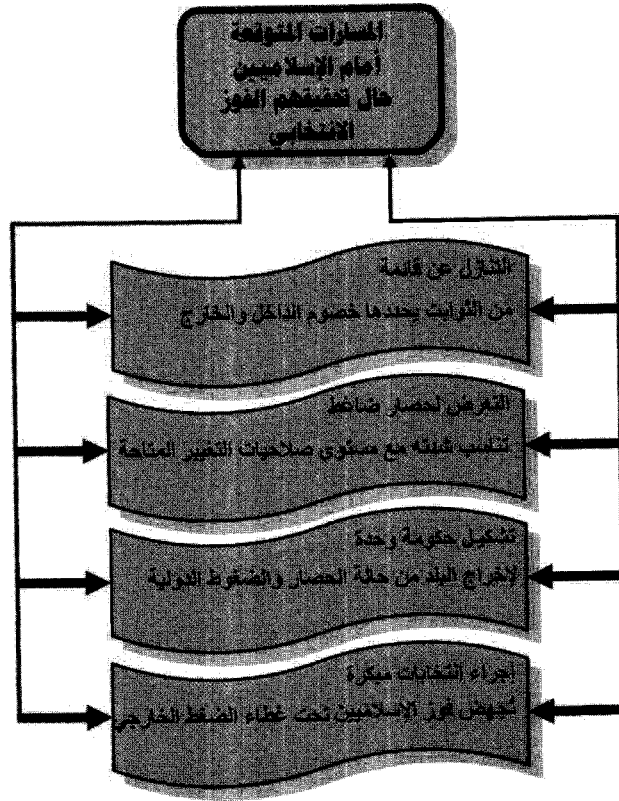 المسارات المتوقعة
أمام الإسلاميين
حال تحقيقهم الفوز
الانتخابي
التنازل عن قائمة
من الثوابت يحددها خصوم الداخل والخارج
التعرض لحصار ضاغط
تتناسب شدته مع مستوى صلاحيات التغيير المتاحة
تشكيل حكومة وحدة
لإخراج البلد من حالة الحصار والضغوط الدولية
إجراء انتخابات مبكرة
تُجهض فوز الإسلاميين تحت غطاء الضغط الخارجي